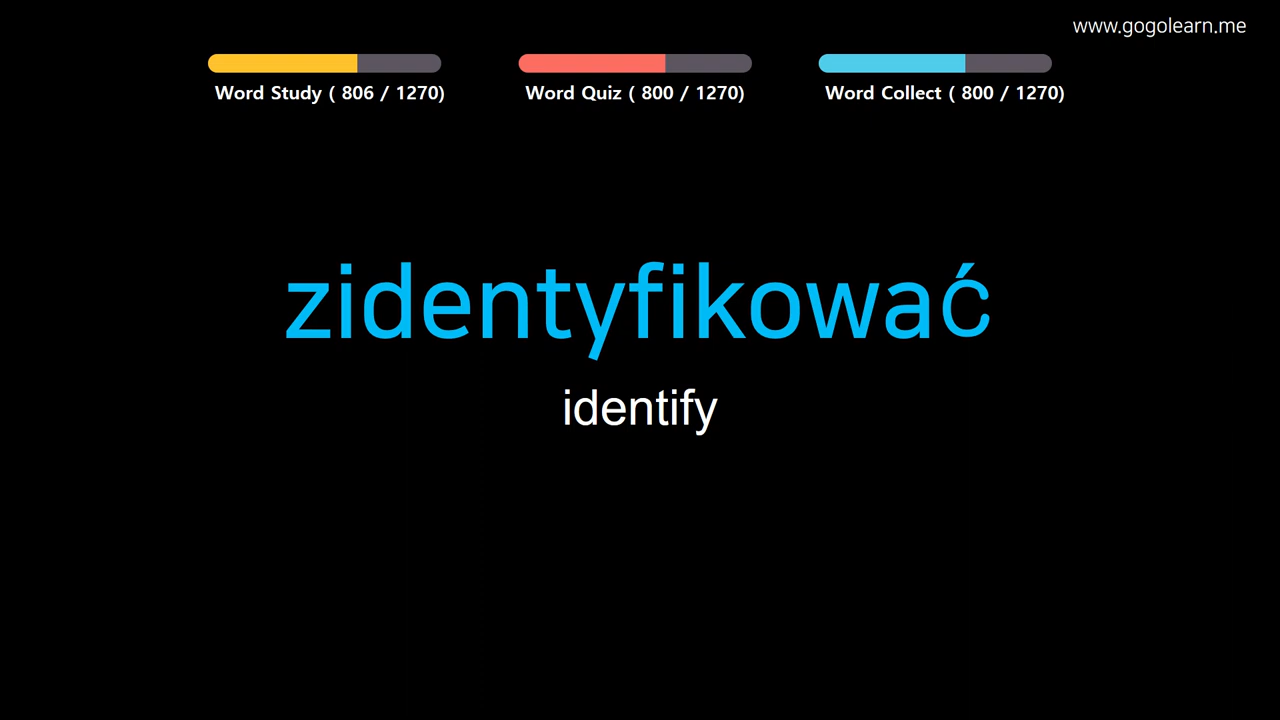 www.gogolearn.me
Word Study ( 806 / 1270)
Word Quiz ( 800 / 1270)
Word Collect ( 800 / 1270)
zidentyfikować
identify